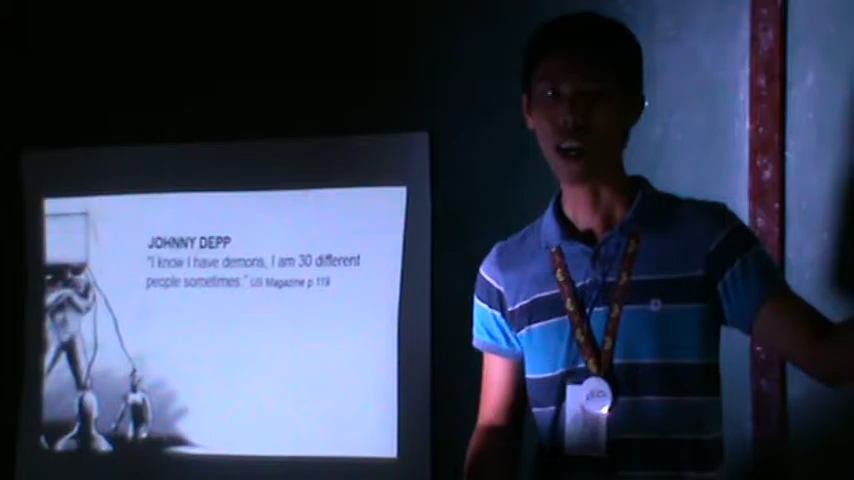 JOHNNY DEPP
"I know I have demons, I am 30 different
people sometimes." US Magazine p.119